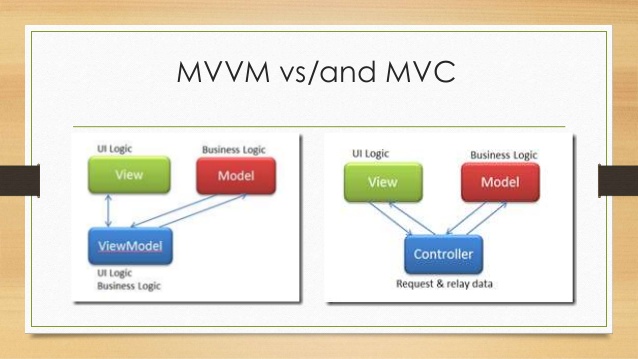 MVVM vs/and MVC
UI Logic
Business Logic
View
Model
ViewModel
UI Logic
Business Logic
UI Logic
Business Logic
View
Model
Controller
Request & relay data